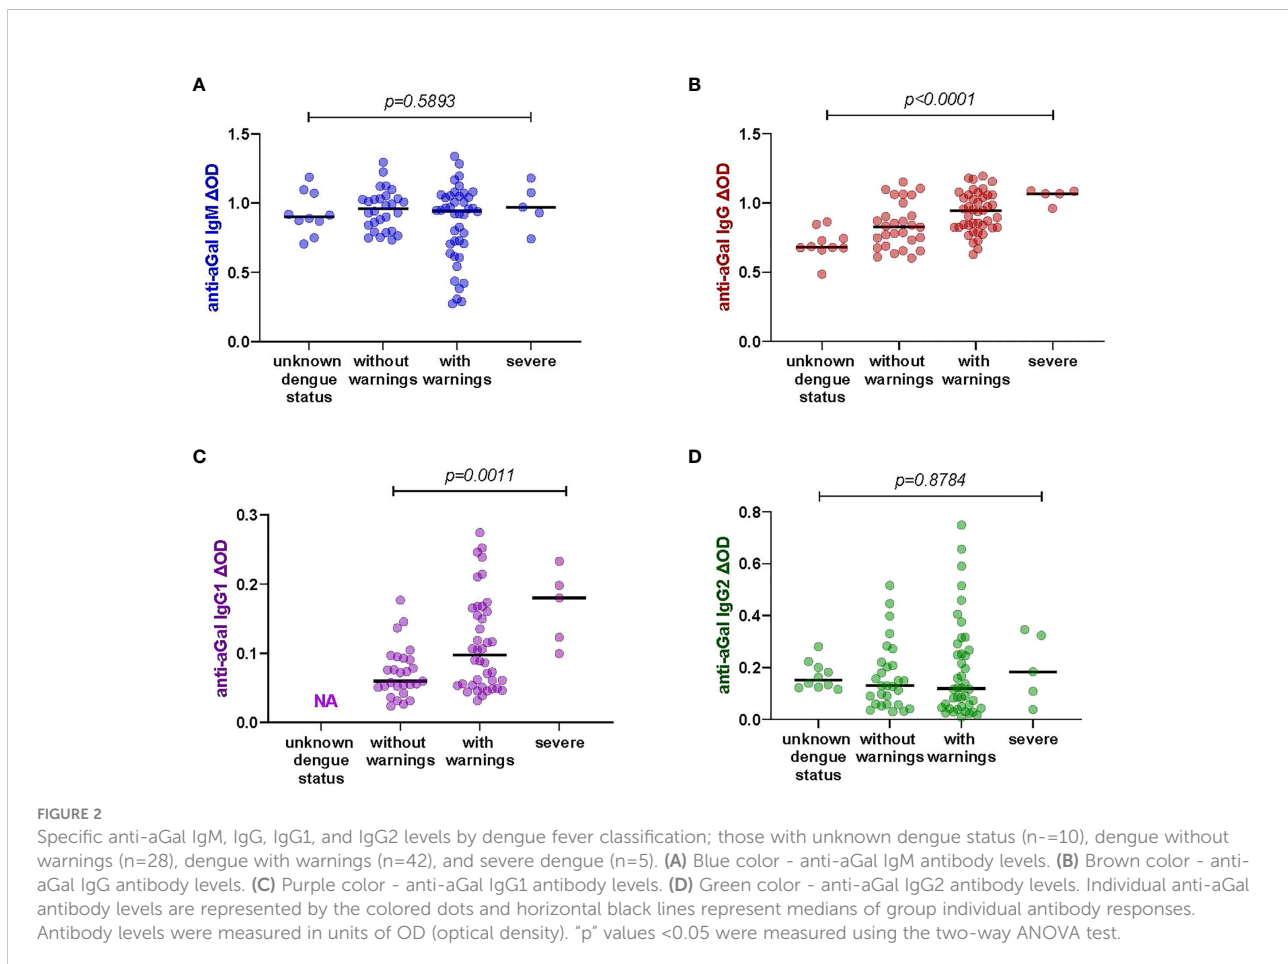 A
p=0.5893
1.5
1.0
0.5
0.0
anti-aGal IgM ΔOD
unknown
dengue
status
without
warnings
with
warnings
severe
B
p<0.0001
1.5
1.0
0.5
0.0
anti-aGal IgG ΔOD
unknown
dengue
status
without
warnings
with
warnings
severe
C
p=0.0011
0.3
0.2
0.1
0.0
anti-aGal IgG1 ΔOD
NA
unknown
dengue
status
without
warnings
with
warnings
severe
D
p=0.8784
0.8
0.6
0.4
0.2
0.0
anti-aGal IgG2 ΔOD
unknown
dengue
status
without
warnings
with
warnings
severe
FIGURE 2
Specific anti-aGal IgM, IgG, IgG1, and IgG2 levels by dengue fever classification; those with unknown dengue status (n-=10), dengue without
warnings (n=28), dengue with warnings (n=42), and severe dengue (n=5). (A) Blue color - anti-aGal IgM antibody levels. (B) Brown color - anti-
aGal IgG antibody levels. (C) Purple color - anti-aGal IgG1 antibody levels. (D) Green color - anti-aGal IgG2 antibody levels. Individual anti-aGal
antibody levels are represented by the colored dots and horizontal black lines represent medians of group individual antibody responses.
Antibody levels were measured in units of OD (optical density). "p" values <0.05 were measured using the two-way ANOVA test.